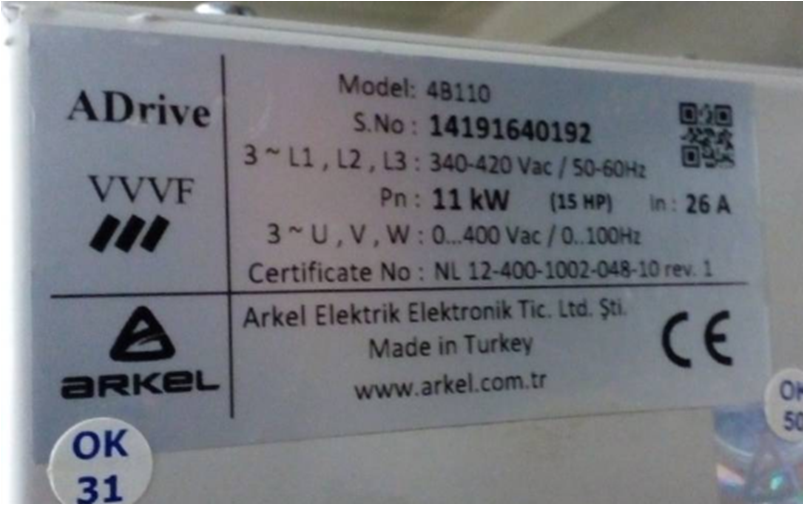 ADrive
VVVF
Model: 4B110
S.No : 14191640192
3 ~ L1 , L2 , L3 : 340-420 Vac / 50-60Hz
Pn : 11 kW (15 HP) In : 26 A
3 ~ U , V , W : 0...400 Vac / 0..100Hz
Certificate No : NL 12-400-1002-048-10 rev. 1
ARKEL
Arkel Elektrik Elektronik Tic. Ltd. Şti.
Made in Turkey
www.arkel.com.tr
CE
OK
31
OK
50